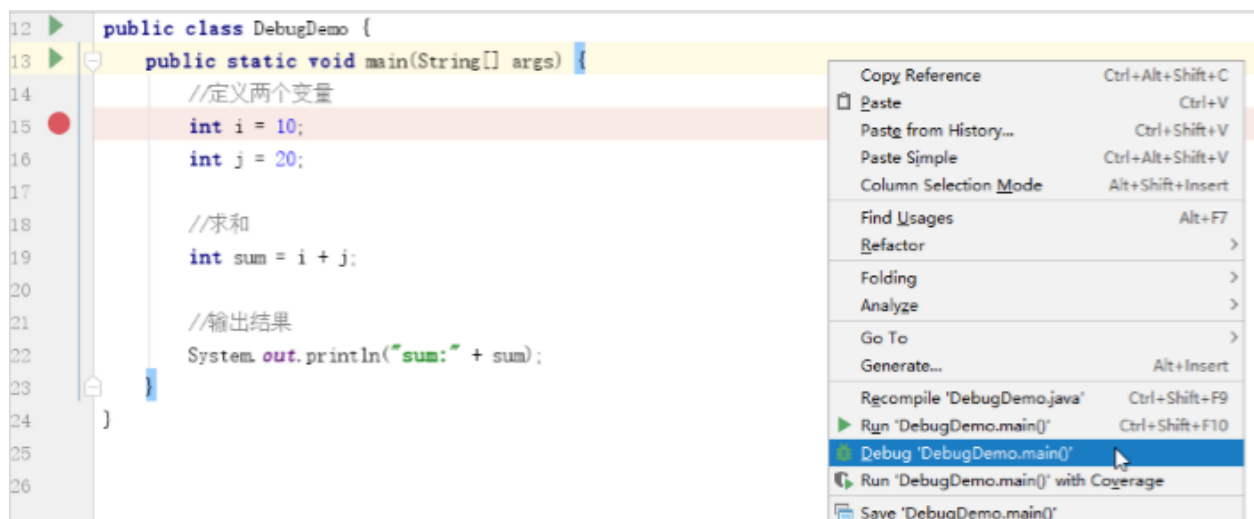 12 public class DebugDemo {
13 public static void main(String[] args) {
14 //定义两个变量
15 int i = 10;
16 int j = 20;
17
18 //求和
19 int sum = i + j;
20
21 //输出结果
22 System.out.println("sum:" + sum);
23 }
24 }
25
26
Copy Reference Ctrl+Alt+Shift+C
Paste Ctrl+V
Paste from History... Ctrl+Shift+V
Paste Simple Ctrl+Alt+Shift+V
Column Selection Mode Alt+Shift+Insert
Find Usages Alt+F7
Refactor
Folding
Analyze
Go To
Generate... Alt+Insert
Recompile 'DebugDemo.java' Ctrl+Shift+F9
Run 'DebugDemo.main()' Ctrl+Shift+F10
Debug 'DebugDemo.main()'
Run 'DebugDemo.main()' with Coverage
Save 'DebugDemo.main()'